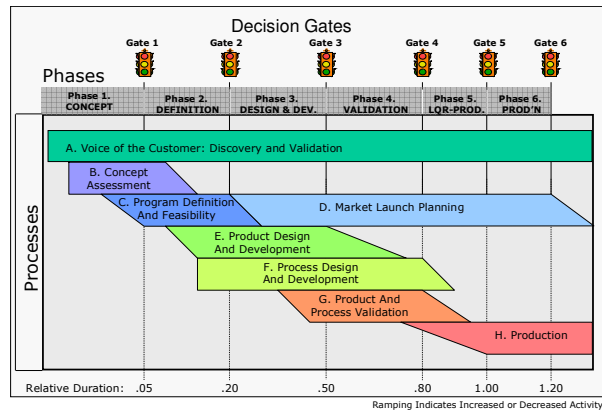 Decision Gates
Gate 1 Gate 2 Gate 3 Gate 4 Gate 5 Gate 6
Phases
Phase 1.
CONCEPT
Phase 2.
DEFINITION
Phase 3.
DESIGN & DEV.
Phase 4.
VALIDATION
Phase 5.
LQR-PROD.
Phase 6.
PROD'N
Processes
A. Voice of the Customer: Discovery and Validation
B. Concept
Assessment
C. Program Definition
And Feasibility
D. Market Launch Planning
E. Product Design
And Development
F. Process Design
And Development
G. Product And
Process Validation
H. Production
Relative Duration: .05 .20 .50 .80 1.00 1.20
Ramping Indicates Increased or Decreased Activity